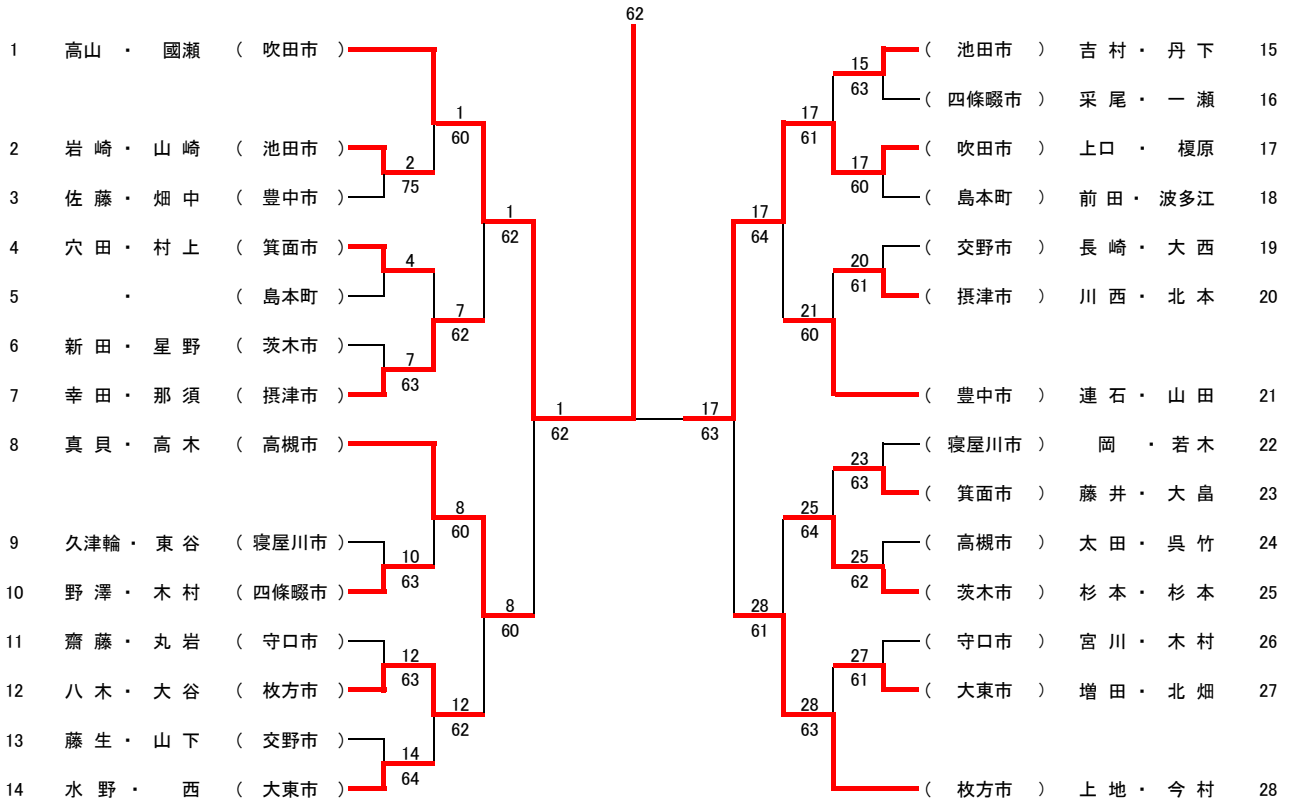 62
1 高山 ・ 國瀬 ( 吹田市 )
2 岩崎・山崎 ( 池田市 )
3 佐藤・畑中 ( 豊中市 )
4 穴田・村上 ( 箕面市 )
5 ・ ( 島本町 )
6 新田・星野 ( 茨木市 )
7 幸田・那須 ( 摂津市 )
8 真貝・高木 ( 高槻市 )
9 久津輪・東谷 ( 寝屋川市 )
10 野澤・木村 ( 四條畷市 )
11 齋藤・丸岩 ( 守口市 )
12 八木・大谷 ( 枚方市 )
13 藤生・山下 ( 交野市 )
14 水野・西 ( 大東市 )
2
75
4
7
63
10
63
12
63
14
64
1
60
7
62
8
60
12
62
1
62
8
60
1
62
17
63
17
64
28
61
17
61
21
60
25
64
28
63
15
63
17
60
20
61
23
63
25
62
27
61
( 池田市 ) 吉村・丹下 15
( 四條畷市 ) 采尾・一瀬 16
( 吹田市 ) 上口 ・ 榎原 17
( 島本町 ) 前田・波多江 18
( 交野市 ) 長崎・大西 19
( 摂津市 ) 川西・北本 20
( 豊中市 ) 連石・山田 21
( 寝屋川市 ) 岡 ・若木 22
( 箕面市 ) 藤井・大畠 23
( 高槻市 ) 太田・呉竹 24
( 茨木市 ) 杉本・杉本 25
( 守口市 ) 宮川・木村 26
( 大東市 ) 増田・北畑 27
( 枚方市 ) 上地・今村 28